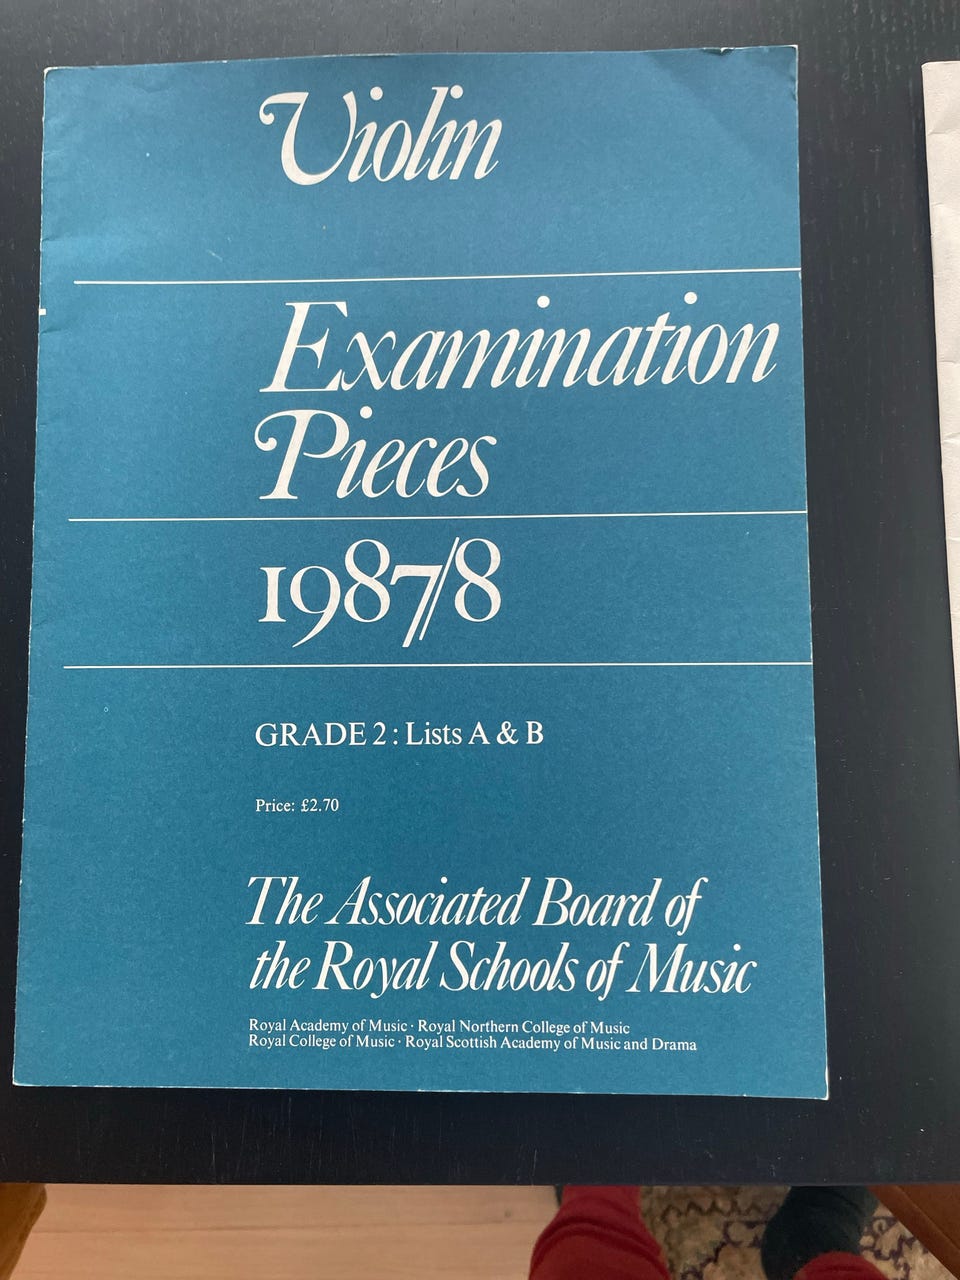 Violin
Examination
Pieces
1987/8
GRADE 2: Lists A & B
Price: £2.70
The Associated Board of
the Royal Schools of Music
Royal Academy of Music · Royal Northern College of Music
Royal College of Music · Royal Scottish Academy of Music and Drama